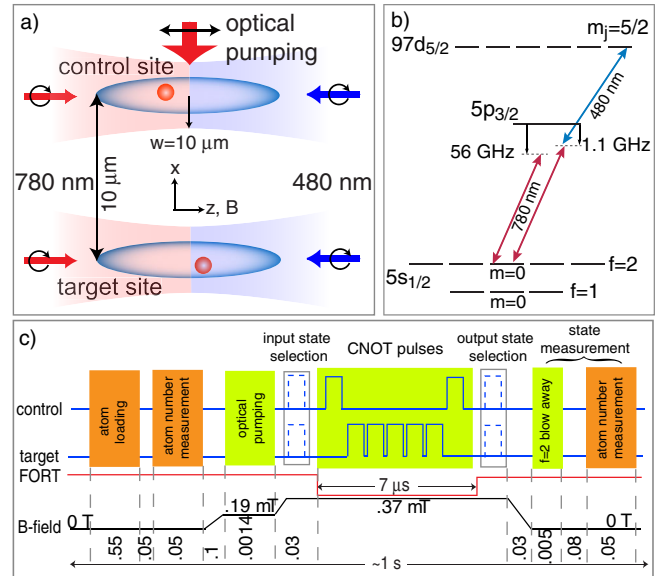 a)
optical
pumping
control site
w=10 μm
780 nm
10 μm
480 nm
x
z, B
target site
b)
m_j=5/2
97d_5/2
480 nm
5p_3/2
56 GHz
1.1 GHz
780 nm
5s_1/2
m=0
f=2
m=0
f=1
c)
input state
selection
CNOT pulses
output state
selection
state
measurement
control
target
atom
loading
atom number
measurement
optical
pumping
f=2 blow away
atom number
measurement
FORT
7 μs
B-field
0 T
.19 mT
.37 mT
0 T
.55
.05
.05
.1
.0014
.03
.03
.005
.08
.05
~1 s